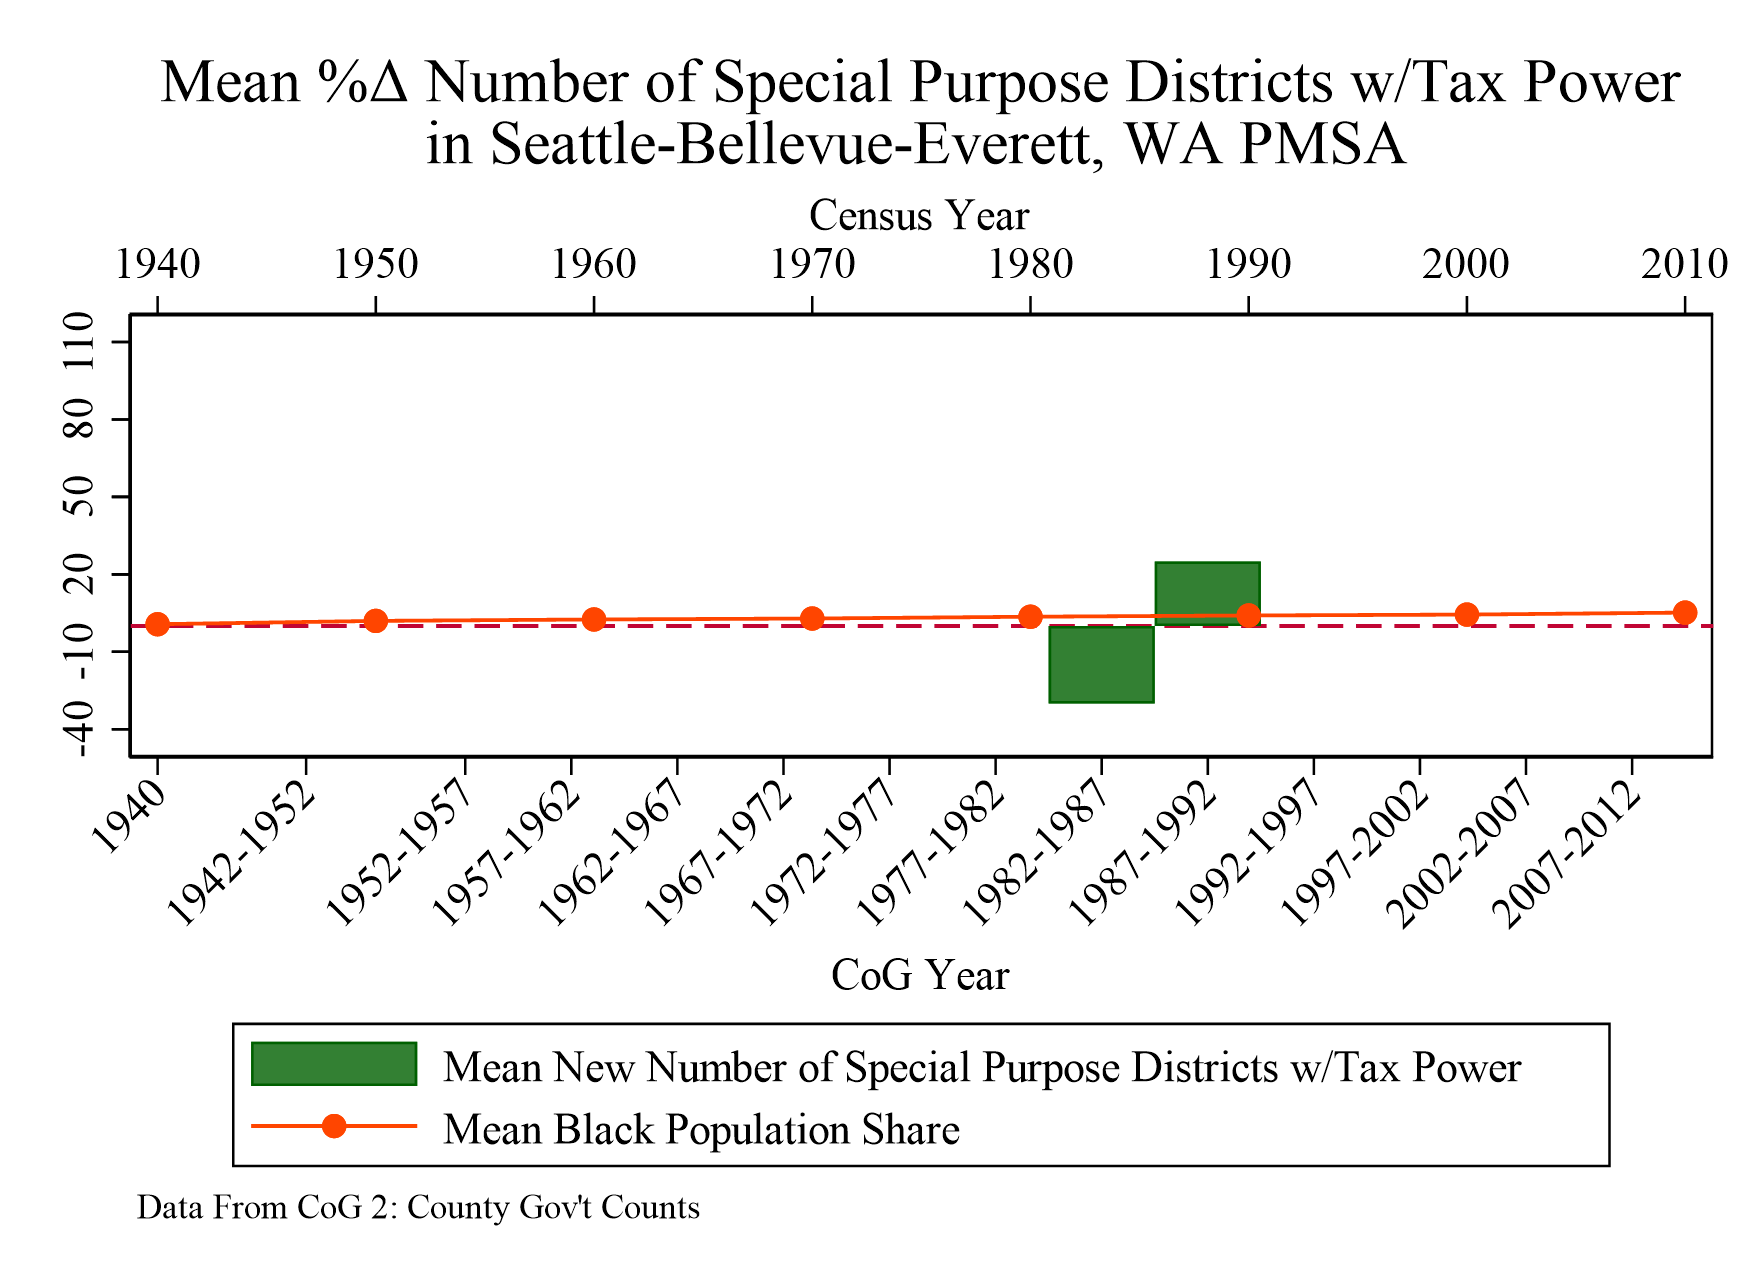 Mean %Δ Number of Special Purpose Districts w/Tax Power
in Seattle-Bellevue-Everett, WA PMSA
Census Year
1940 1950 1960 1970 1980 1990 2000 2010
110
80
50
20
-10
-40
1940
1942-1952
1952-1957
1957-1962
1962-1967
1967-1972
1972-1977
1977-1982
1982-1987
1987-1992
1992-1997
1997-2002
2002-2007
2007-2012
CoG Year
Mean New Number of Special Purpose Districts w/Tax Power
Mean Black Population Share
Data From CoG 2: County Gov't Counts